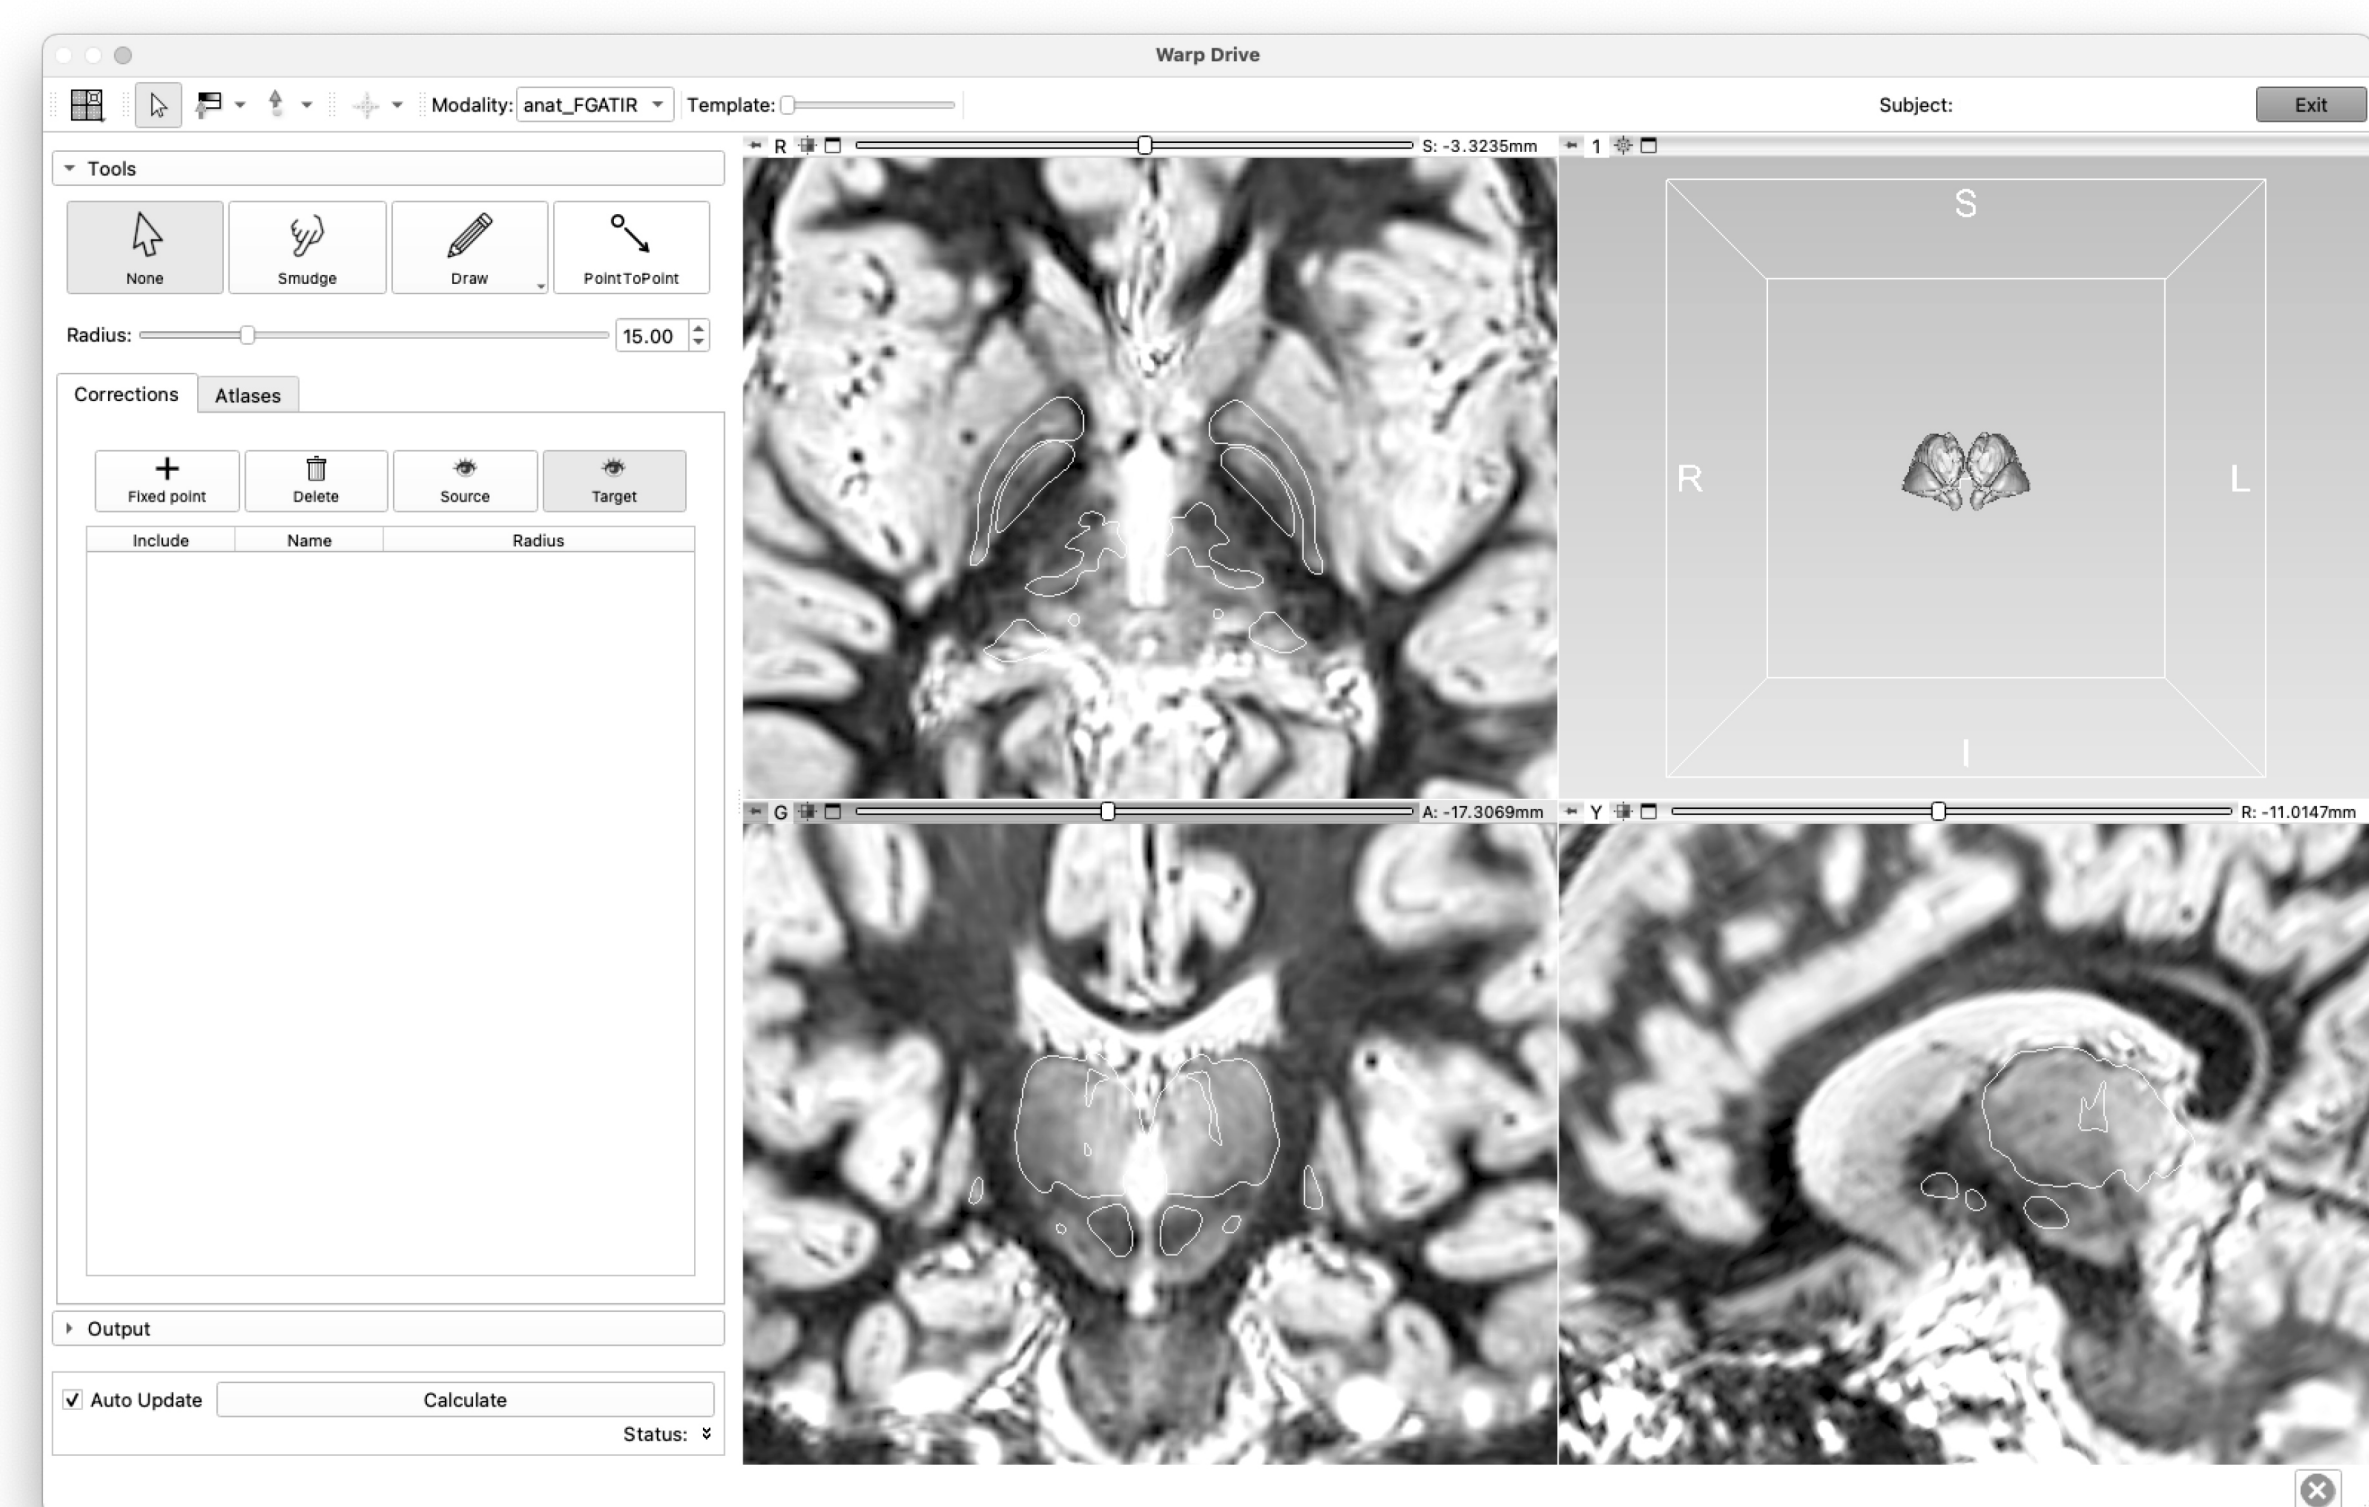 Warp Drive
Modality: anat_FGATIR Template: Subject: Exit
Tools
None Smudge Draw PointToPoint
Radius: 15.00
Corrections Atlases
Fixed point Delete Source Target
Include Name Radius
Output
Auto Update Calculate
Status:
R S: -3.3235mm
1
S
R L
I
G A: -17.3069mm
Y R: -11.0147mm